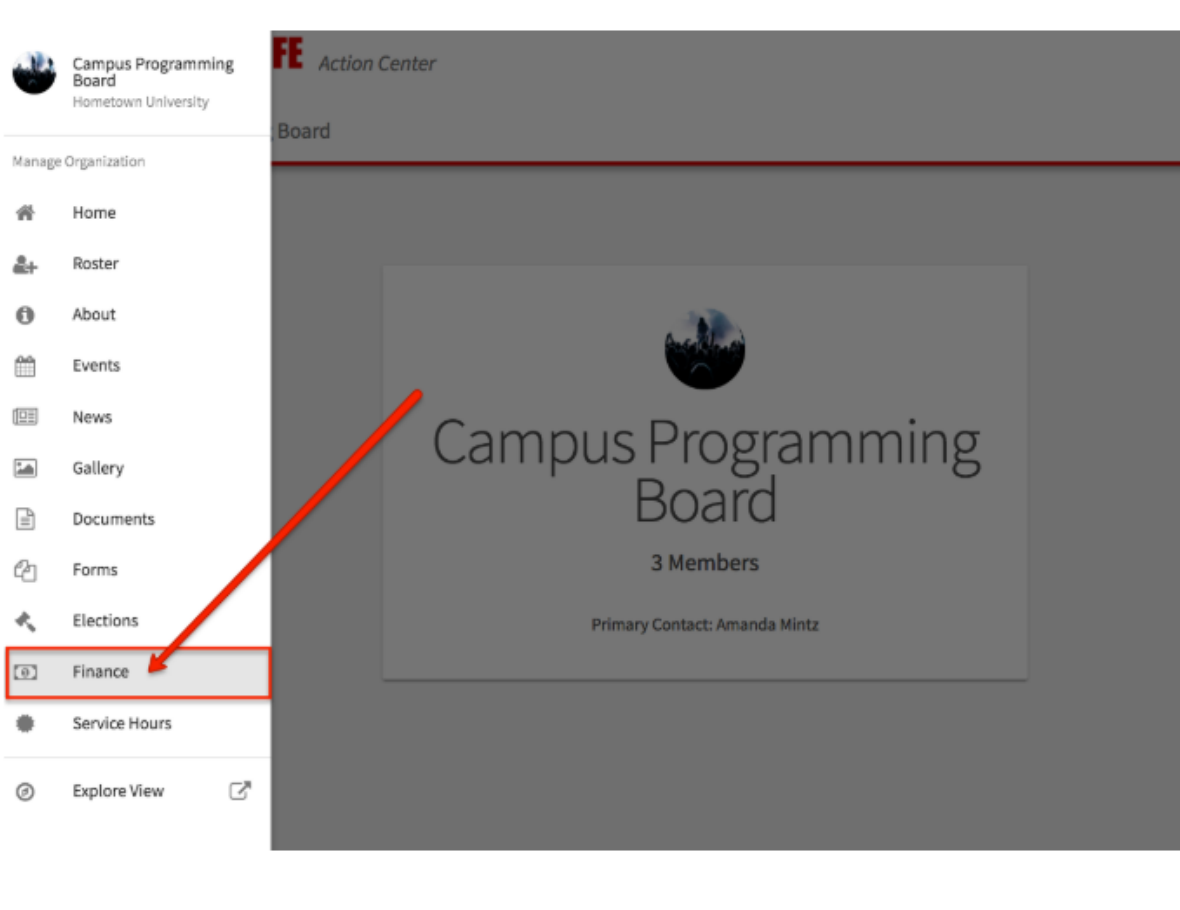 Campus Programming
Board
Hometown University
Manage Organization
Home
Roster
About
Events
News
Gallery
Documents
Forms
Elections
Finance
Service Hours
Explore View
FE Action Center
Board
Campus Programming
Board
3 Members
Primary Contact: Amanda Mintz